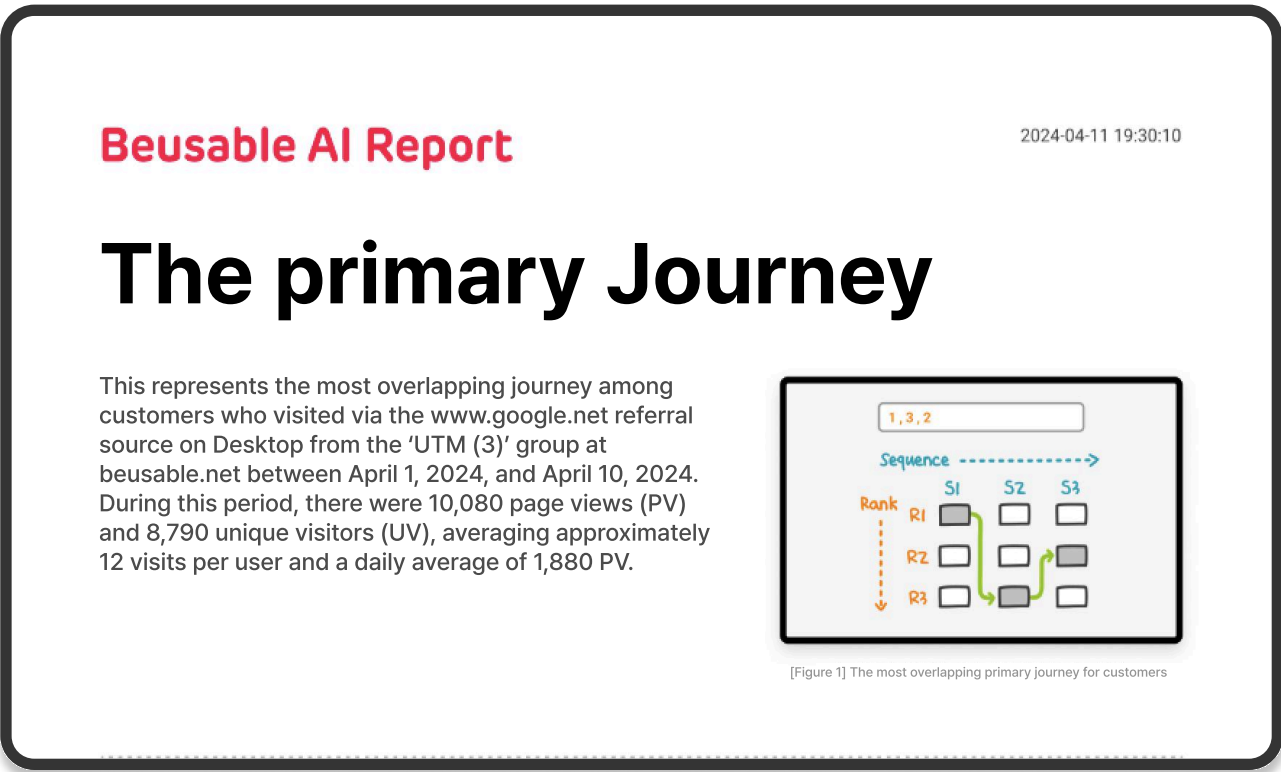 Beusable AI Report
2024-04-11 19:30:10
The primary Journey
This represents the most overlapping journey among
customers who visited via the www.google.net referral
source on Desktop from the ‘UTM (3)’ group at
beusable.net between April 1, 2024, and April 10, 2024.
During this period, there were 10,080 page views (PV)
and 8,790 unique visitors (UV), averaging approximately
12 visits per user and a daily average of 1,880 PV.
1,3,2
Sequence
S1 S2 S3
Rank
R1
R2
R3
[Figure 1] The most overlapping primary journey for customers